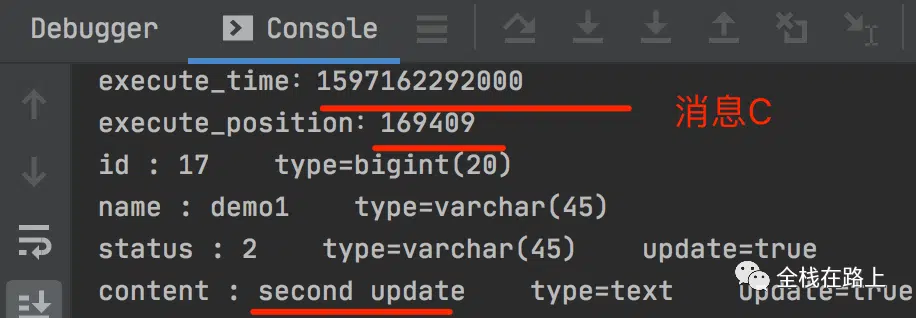 Debugger Console
execute_time: 1597162292000
消息C
execute_position: 169409
id : 17 type=bigint(20)
name : demo1 type=varchar(45)
status : 2 type=varchar(45) update=true
全栈在路上
content : second update type=text update=true